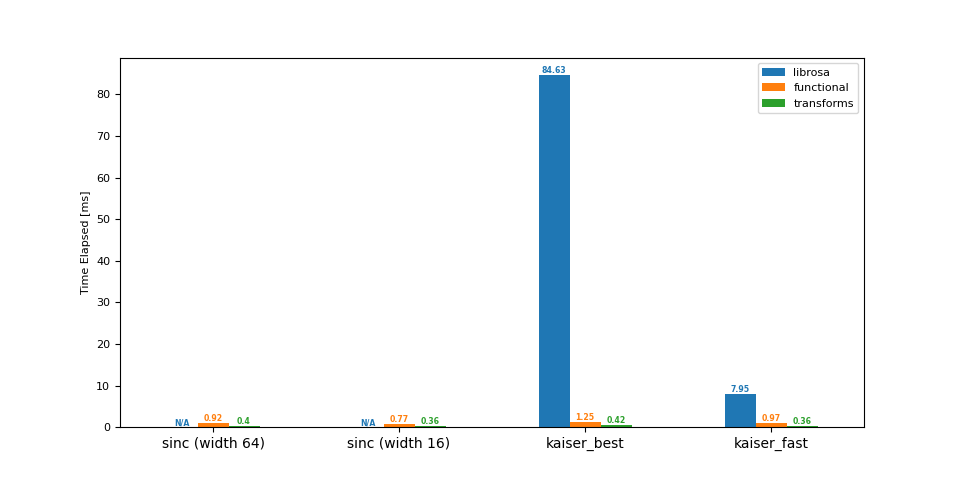 84.63
librosa
functional
transforms
80
70
60
50
40
30
20
10
0
Time Elapsed [ms]
N/A 0.92 0.4
N/A 0.77 0.36
1.25 0.42
7.95
0.97 0.36
sinc (width 64) sinc (width 16) kaiser_best kaiser_fast